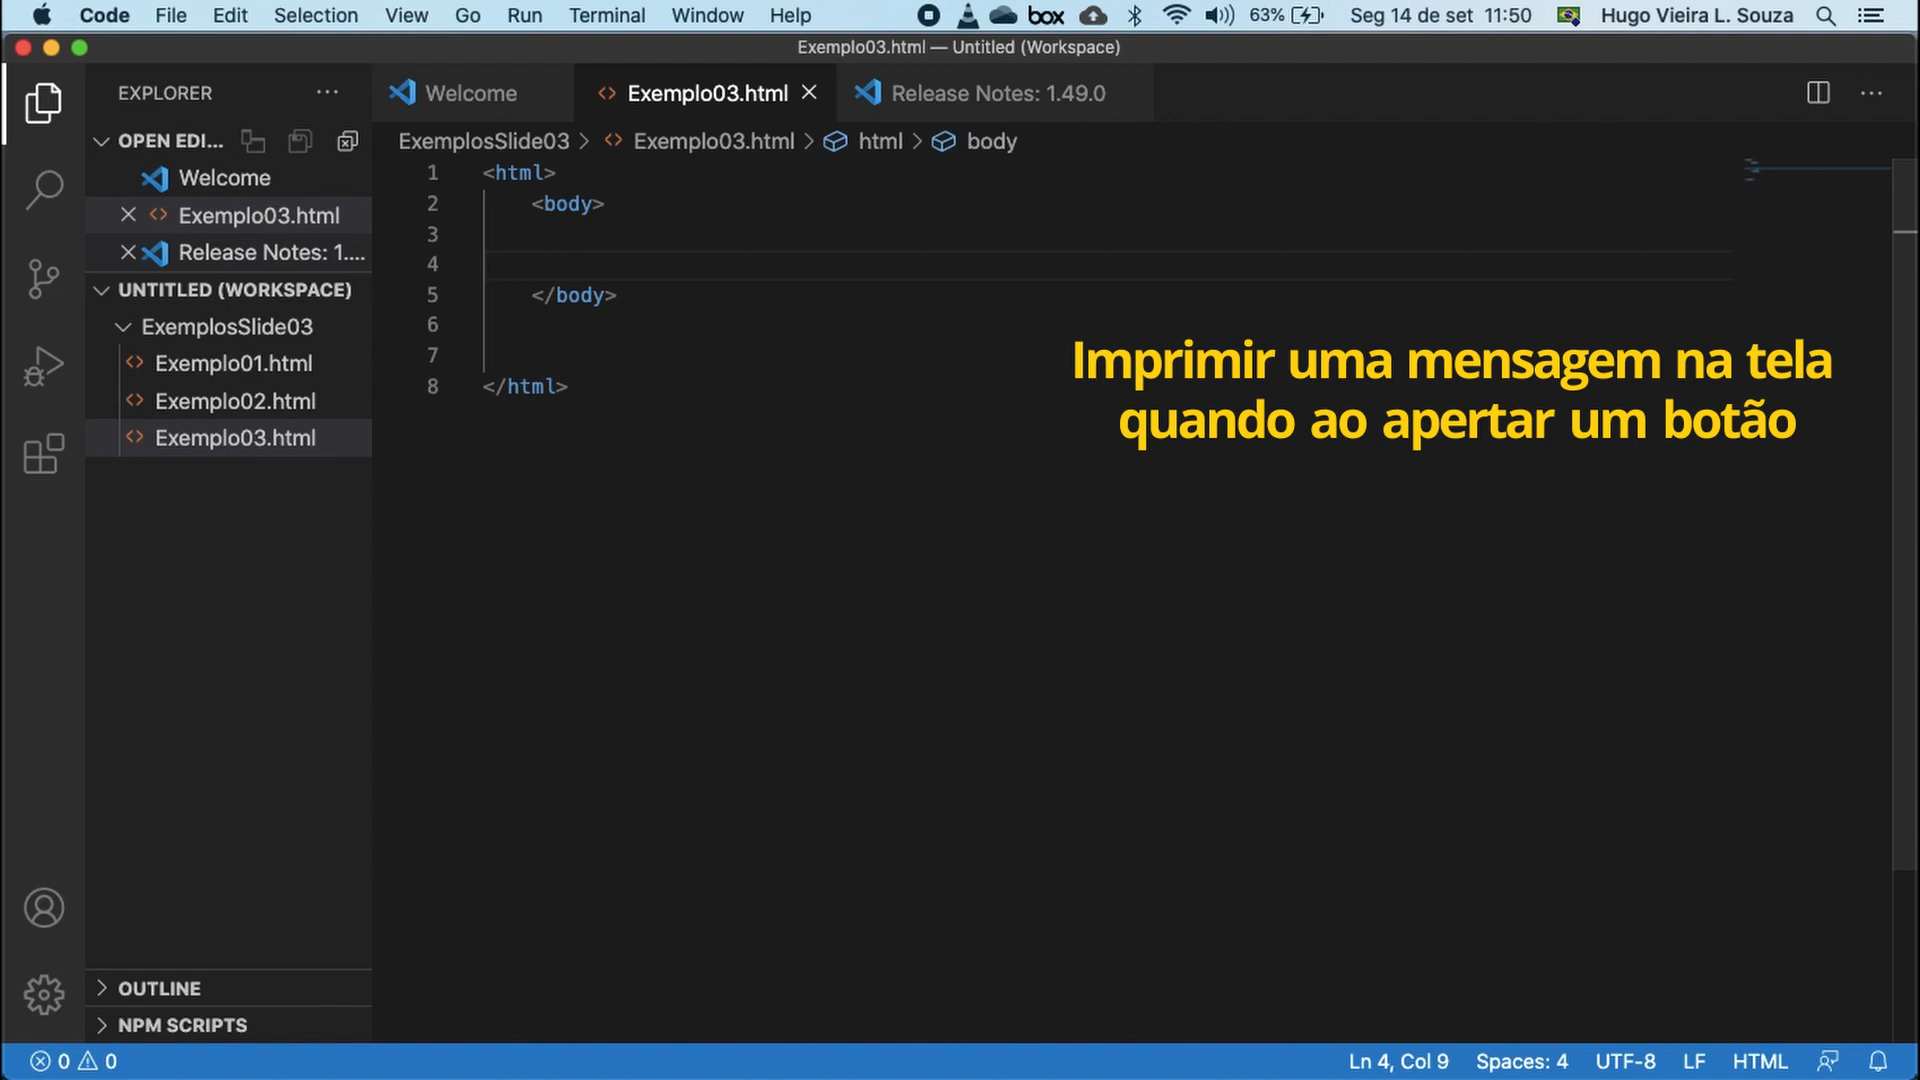 Code File Edit Selection View Go Run Terminal Window Help box 63% Seg 14 de set 11:50 Hugo Vieira L. Souza
Exemplo03.html — Untitled (Workspace)
EXPLORER
Welcome Exemplo03.html Release Notes: 1.49.0
OPEN EDI...
Welcome
Exemplo03.html
Release Notes: 1....
UNTITLED (WORKSPACE)
ExemplosSlide03
Exemplo01.html
Exemplo02.html
Exemplo03.html
OUTLINE
NPM SCRIPTS
ExemplosSlide03 > Exemplo03.html > html > body
1 <html>
2 <body>
3
4
5 </body>
6
7
8 </html>
Imprimir uma mensagem na tela
quando ao apertar um botão
0 0 Ln 4, Col 9 Spaces: 4 UTF-8 LF HTML